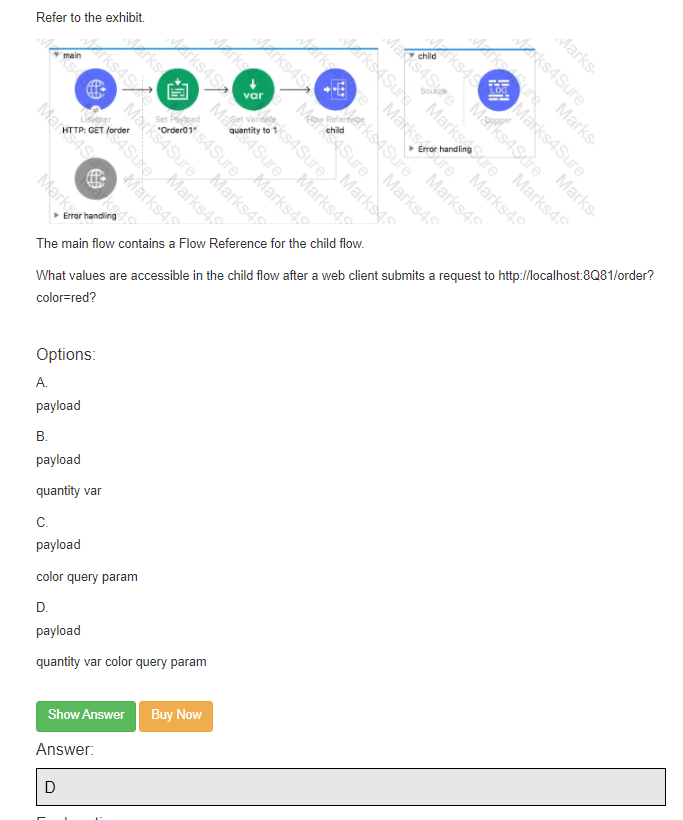 Refer to the exhibit.
main
child
LOG
var
Source
Listener
Set Payload
Set Variable
Flow Reference
Logger
HTTP: GET /order
"Order01"
quantity to 1
child
Error handling
Error handling
Marks4Sure
The main flow contains a Flow Reference for the child flow.
What values are accessible in the child flow after a web client submits a request to http://localhost:8Q81/order?
color=red?
Options:
A.
payload
B.
payload
quantity var
C.
payload
color query param
D.
payload
quantity var color query param
Show Answer
Buy Now
Answer:
D